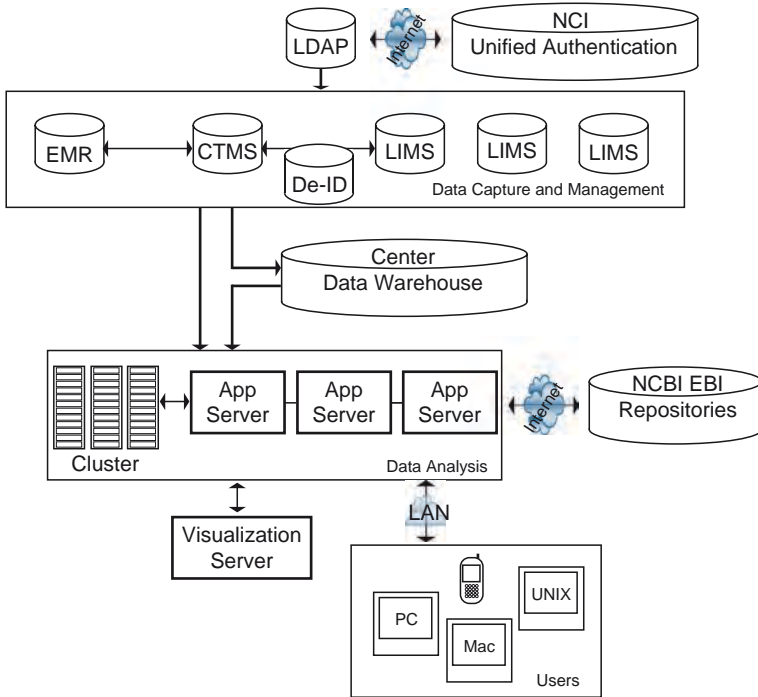 LDAP
Internet
NCI
Unified Authentication
EMR
CTMS
De-ID
LIMS
LIMS
LIMS
Data Capture and Management
Center
Data Warehouse
Cluster
App
Server
App
Server
App
Server
Data Analysis
Internet
NCBI EBI
Repositories
Visualization
Server
LAN
PC
Mac
UNIX
Users